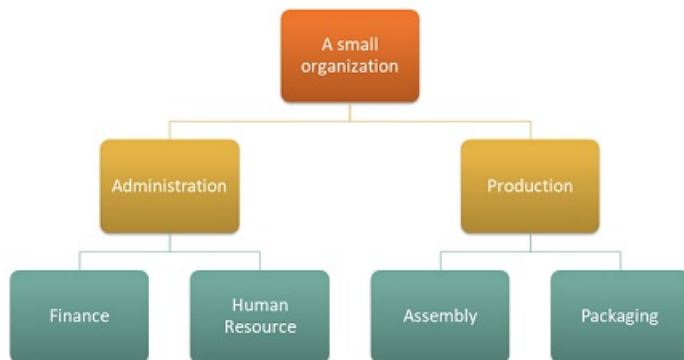 A small
organization
Administration
Production
Finance
Human
Resource
Assembly
Packaging